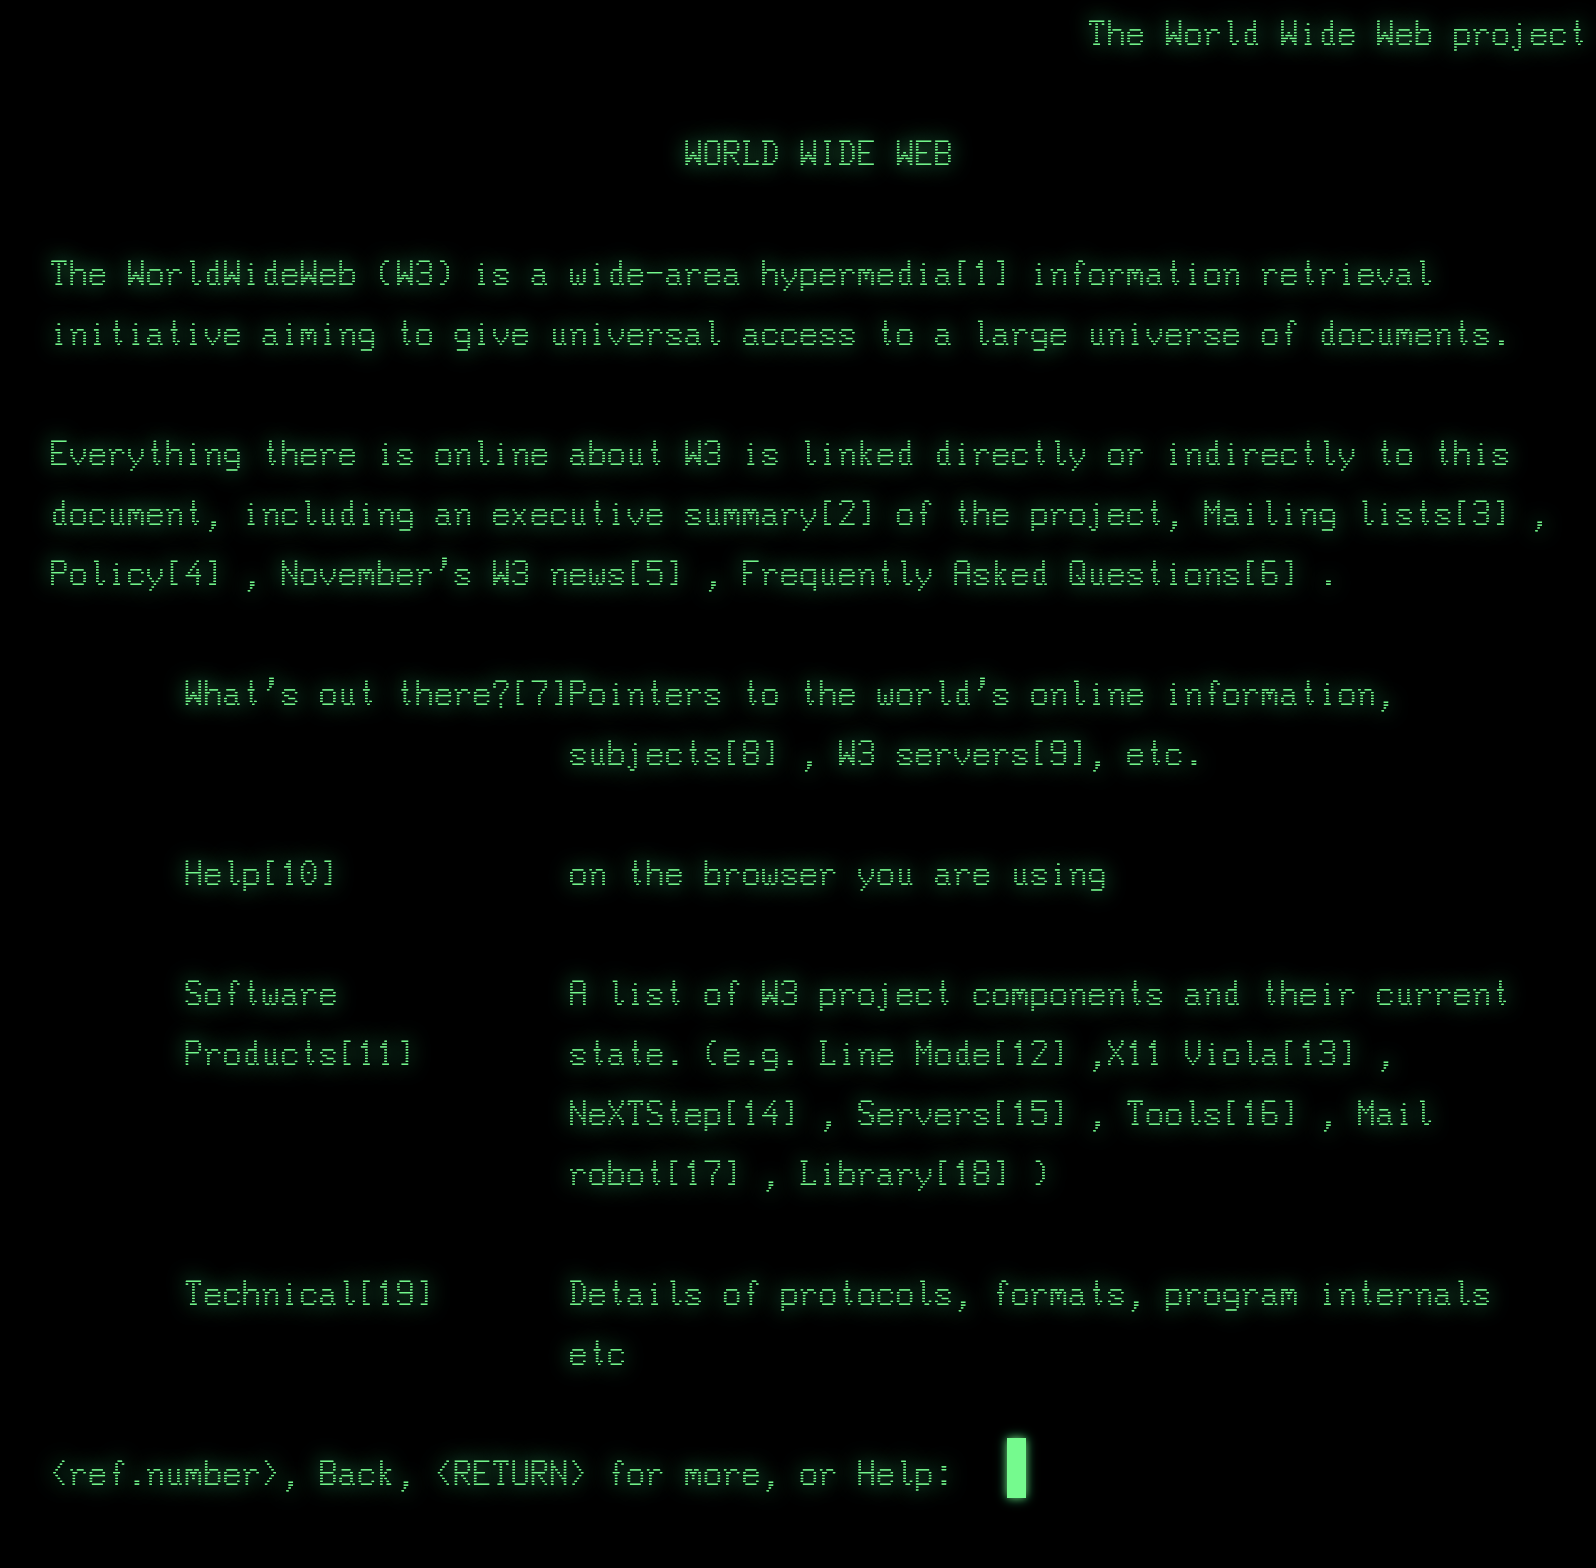 The World Wide Web project
WORLD WIDE WEB
The WorldWideWeb (W3) is a wide-area hypermedia[1] information retrieval
initiative aiming to give universal access to a large universe of documents.
Everything there is online about W3 is linked directly or indirectly to this
document, including an executive summary[2] of the project, Mailing lists[3] ,
Policy[4] , November's W3 news[5] , Frequently Asked Questions[6] .
What's out there?[7]Pointers to the world's online information,
subjects[8] , W3 servers[9], etc.
Help[10] on the browser you are using
Software A list of W3 project components and their current
Products[11] state. (e.g. Line Mode[12] ,X11 Viola[13] ,
NeXTStep[14] , Servers[15] , Tools[16] , Mail
robot[17] , Library[18] )
Technical[19] Details of protocols, formats, program internals
etc
<ref.number>, Back, <RETURN> for more, or Help: